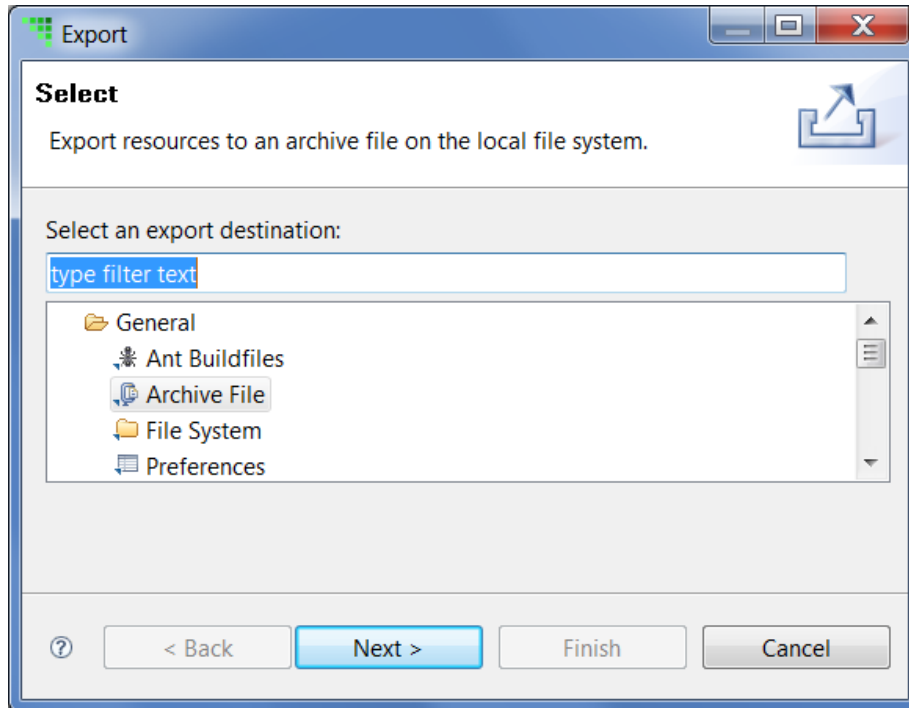 Export
Select
Export resources to an archive file on the local file system.
Select an export destination:
type filter text
General
Ant Buildfiles
Archive File
File System
Preferences
? < Back Next > Finish Cancel